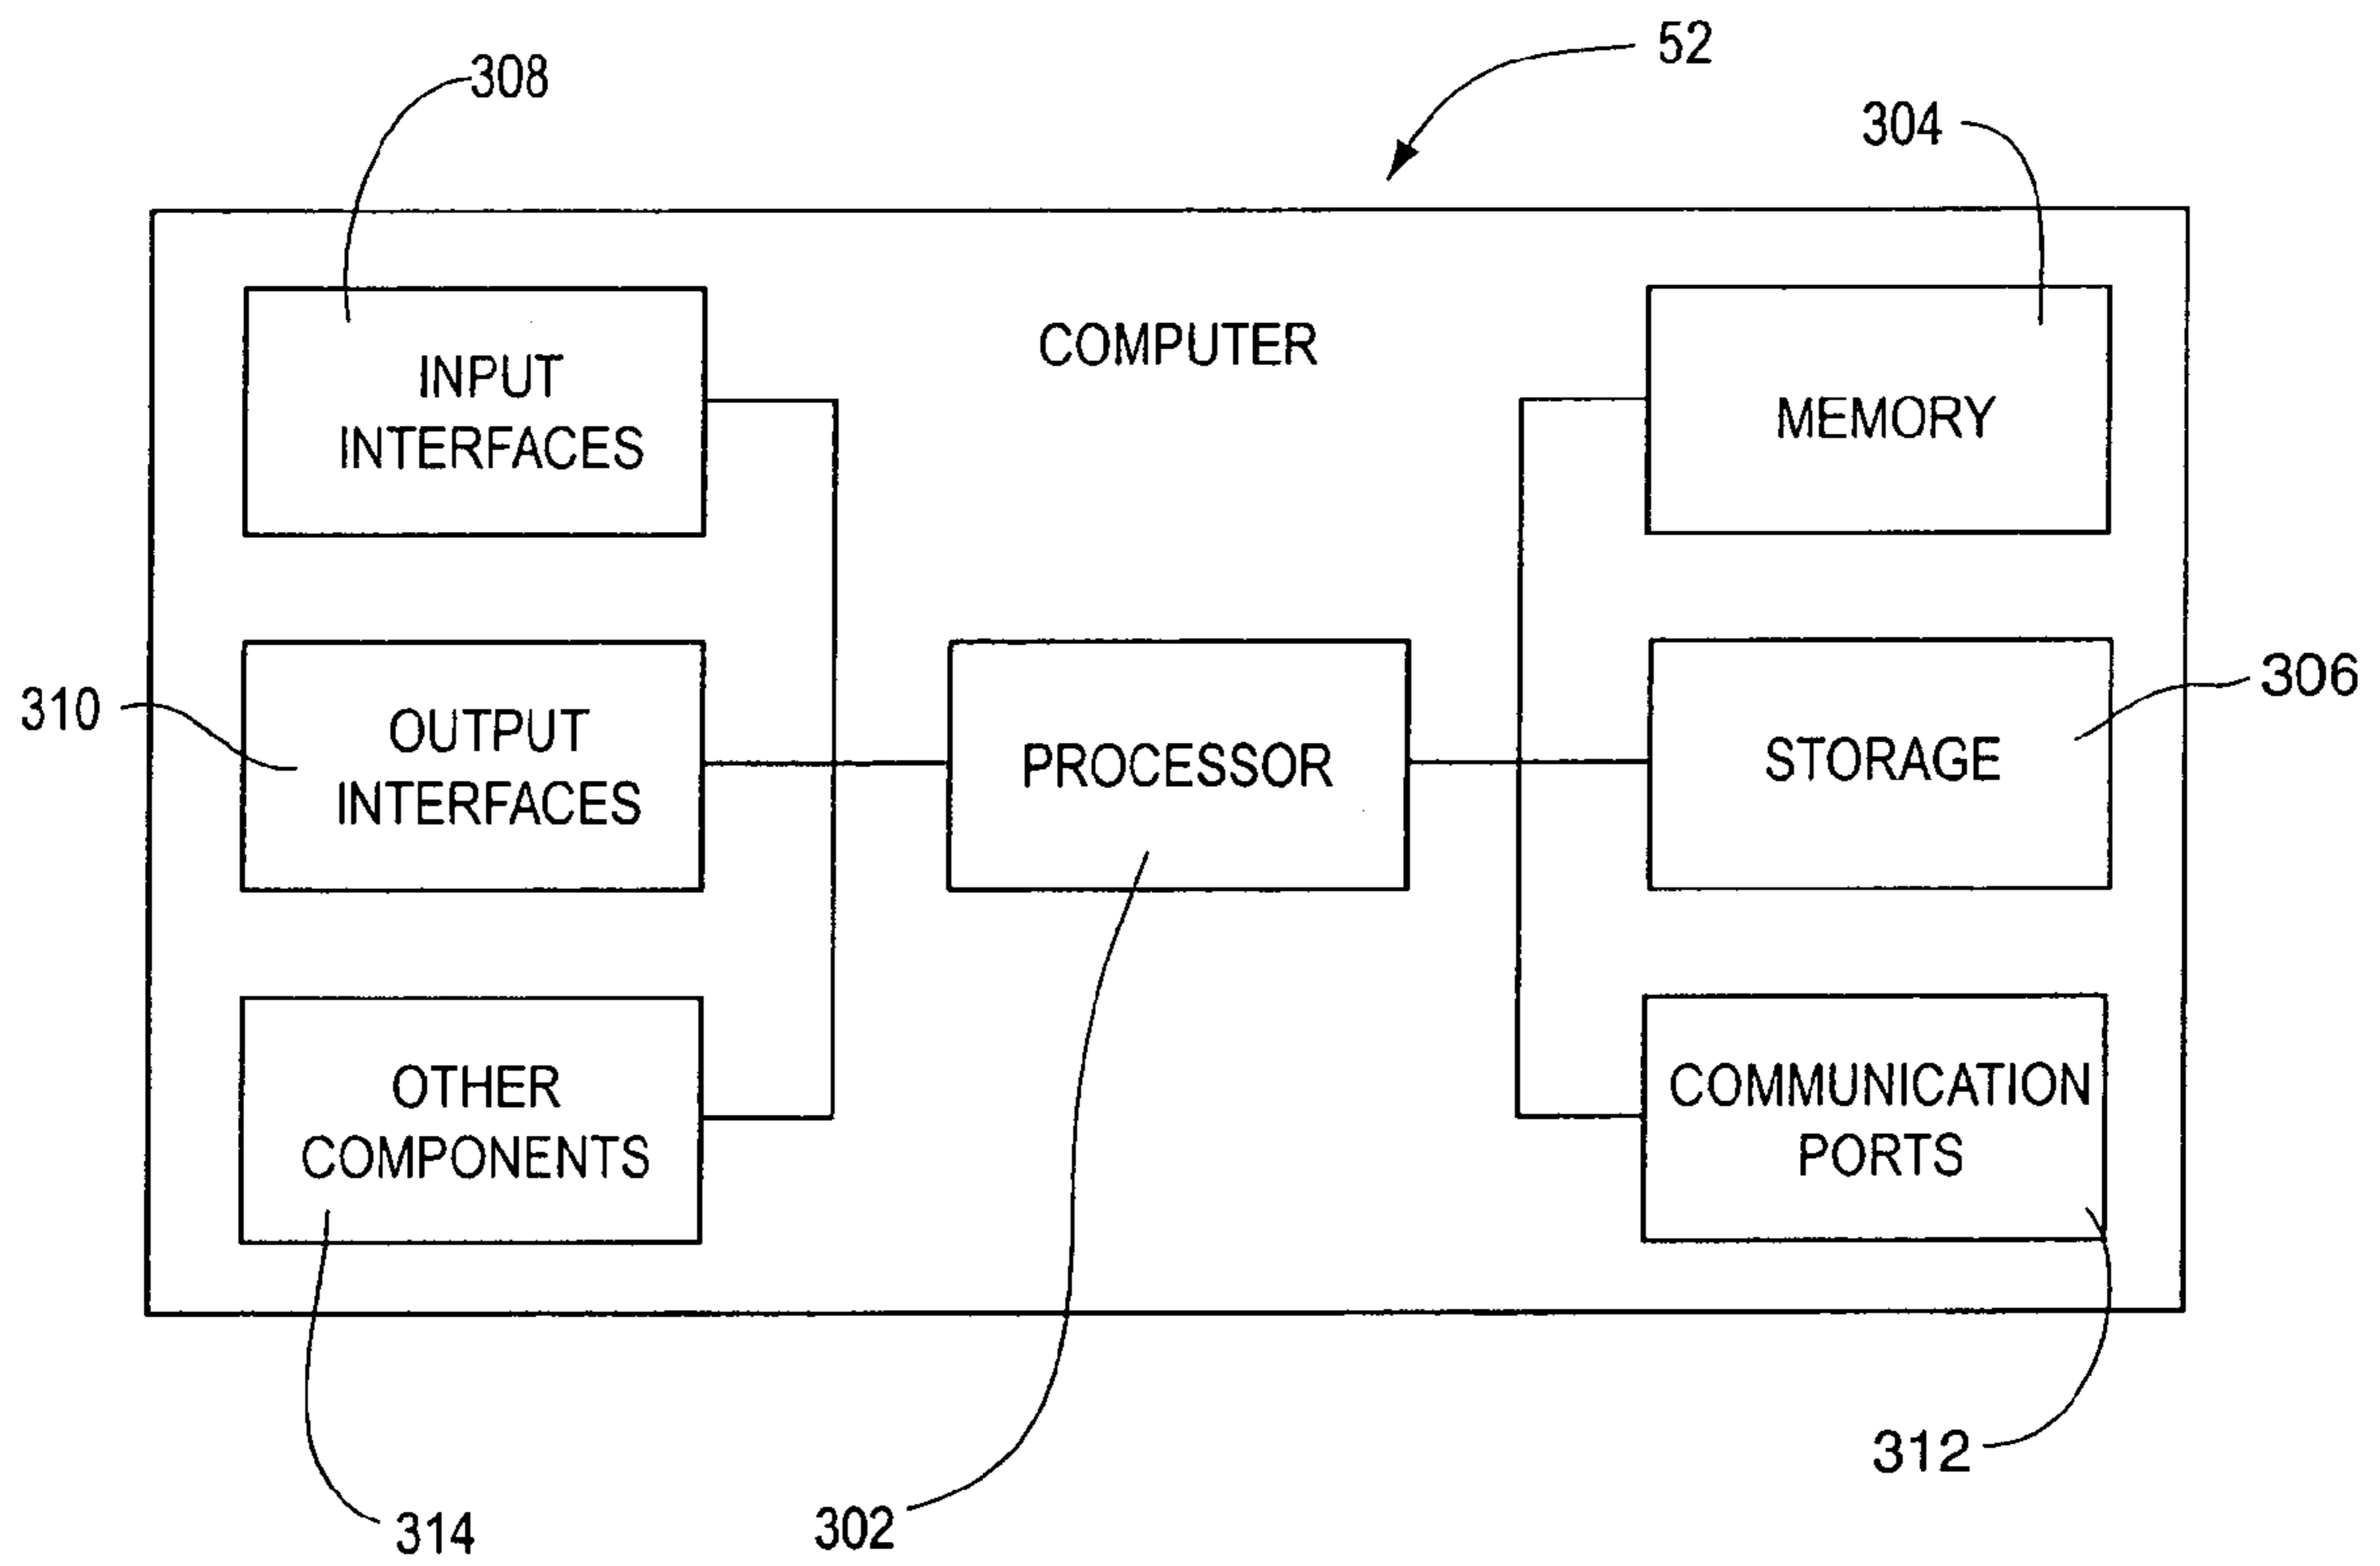 52
308
304
COMPUTER
INPUT
INTERFACES
MEMORY
310
OUTPUT
INTERFACES
PROCESSOR
STORAGE
306
OTHER
COMPONENTS
COMMUNICATION
PORTS
314
302
312